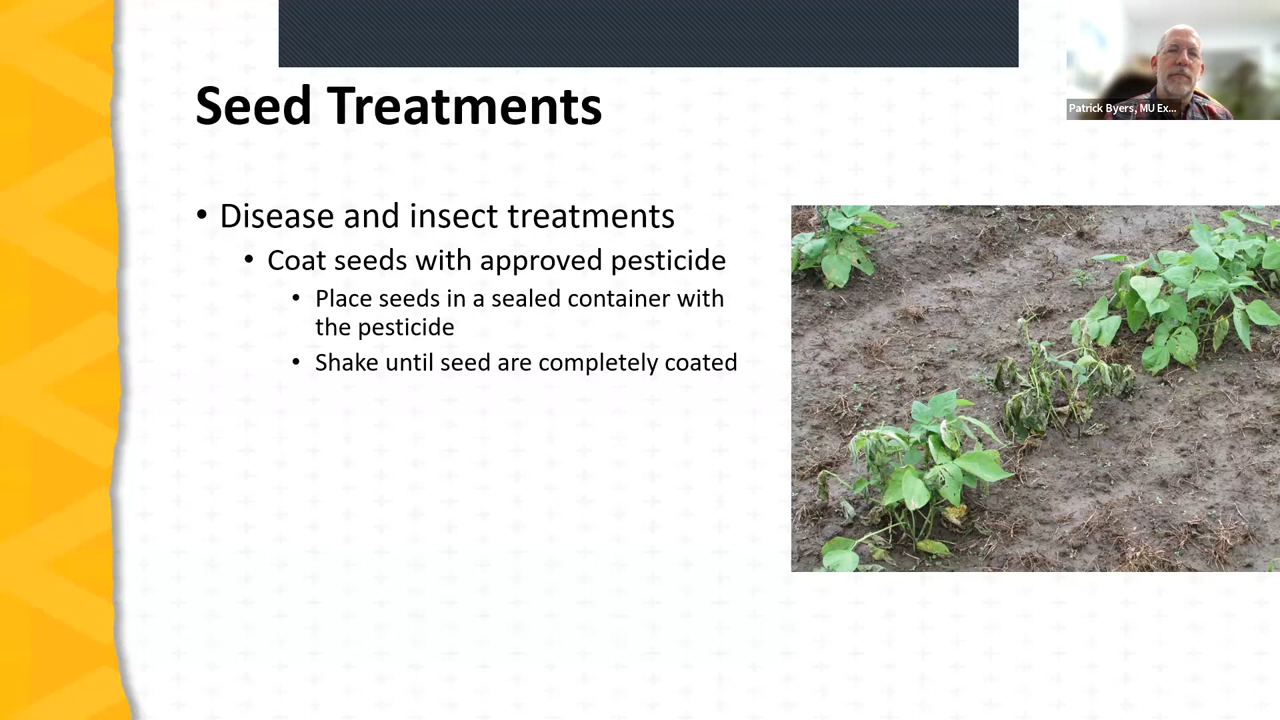 Patrick Byers, MU Ex...
Seed Treatments
• Disease and insect treatments
• Coat seeds with approved pesticide
• Place seeds in a sealed container with
the pesticide
• Shake until seed are completely coated